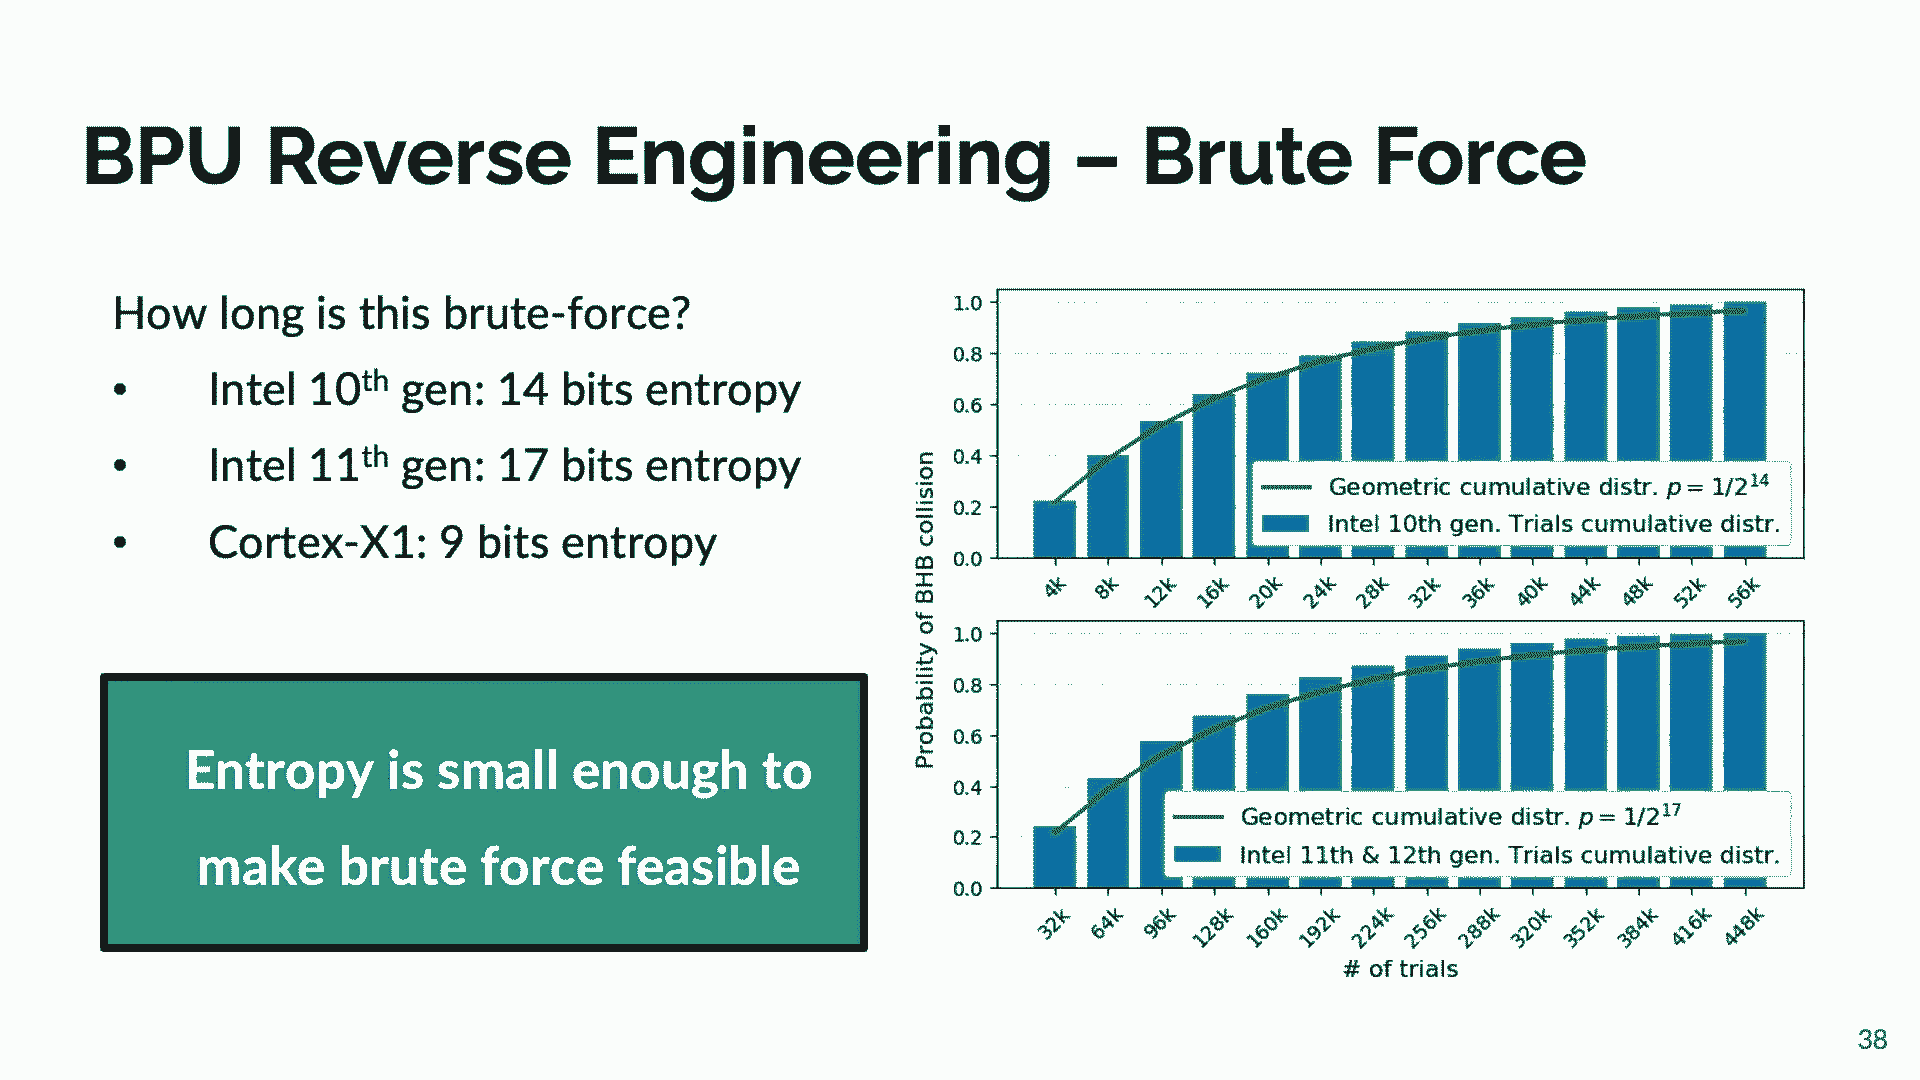 BPU Reverse Engineering – Brute Force
How long is this brute-force?
• Intel 10th gen: 14 bits entropy
• Intel 11th gen: 17 bits entropy
• Cortex-X1: 9 bits entropy
Entropy is small enough to
make brute force feasible
Probability of BHB collision
1.0
0.8
0.6
0.4
0.2
0.0
Geometric cumulative distr. p = 1/2^14
Intel 10th gen. Trials cumulative distr.
4k 8k 12k 16k 20k 24k 28k 32k 36k 40k 44k 48k 52k 56k
1.0
0.8
0.6
0.4
0.2
0.0
Geometric cumulative distr. p = 1/2^17
Intel 11th & 12th gen. Trials cumulative distr.
32k 64k 96k 128k 160k 192k 224k 256k 288k 320k 352k 384k 416k 448k
# of trials
38